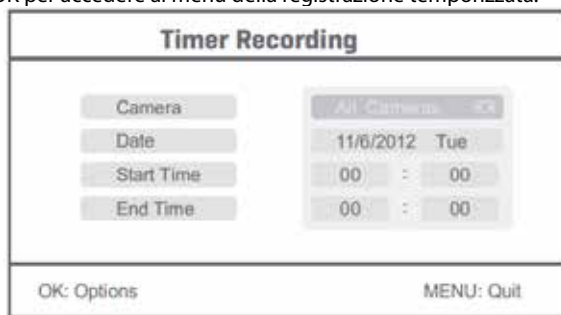 OK per accedere al menu della registrazione temporizzata.
Timer Recording
Camera All Cameras
Date 11/6/2012 Tue
Start Time 00 : 00
End Time 00 : 00
OK: Options MENU: Quit